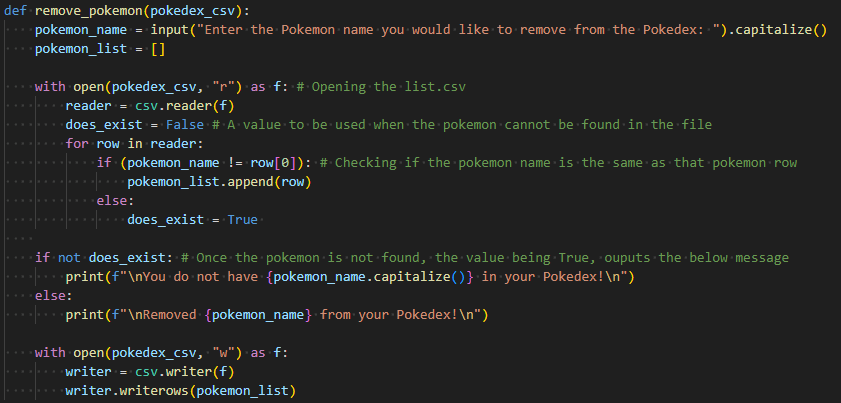 def remove_pokemon(pokedex_csv):
    pokemon_name = input("Enter the Pokemon name you would like to remove from the Pokedex: ").capitalize()
    pokemon_list = []

    with open(pokedex_csv, "r") as f: # Opening the list.csv
        reader = csv.reader(f)
        does_exist = False # A value to be used when the pokemon cannot be found in the file
        for row in reader:
            if (pokemon_name != row[0]): # Checking if the pokemon name is the same as that pokemon row
                pokemon_list.append(row)
            else:
                does_exist = True

    if not does_exist: # Once the pokemon is not found, the value being True, ouputs the below message
        print(f"\nYou do not have {pokemon_name.capitalize()} in your Pokedex!\n")
    else:
        print(f"\nRemoved {pokemon_name} from your Pokedex!\n")

    with open(pokedex_csv, "w") as f:
        writer = csv.writer(f)
        writer.writerows(pokemon_list)